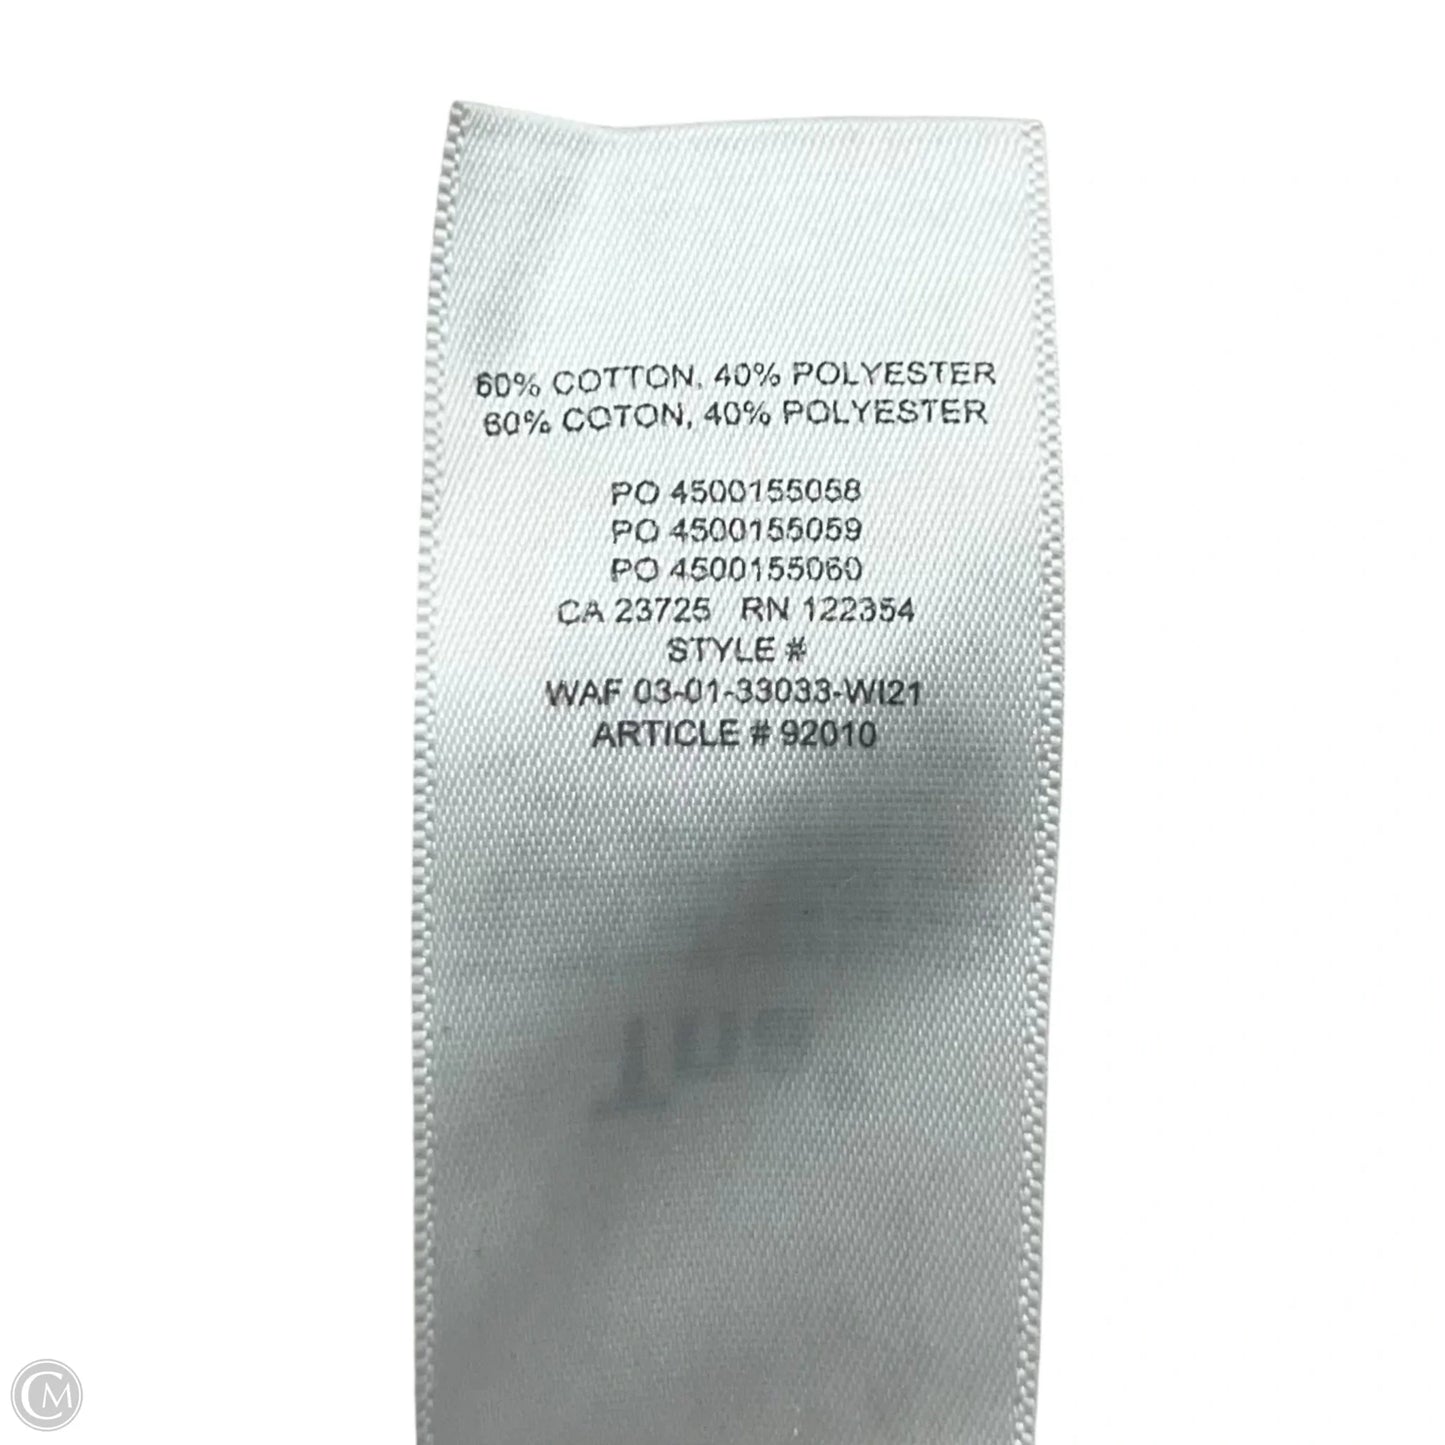 60% COTTON, 40% POLYESTER
60% COTON, 40% POLYESTER
PO 4500155058
PO 4500155059
PO 4500155060
CA 23725 RN 122354
STYLE #
WAF 03-01-33033-WI21
ARTICLE # 92010
CM